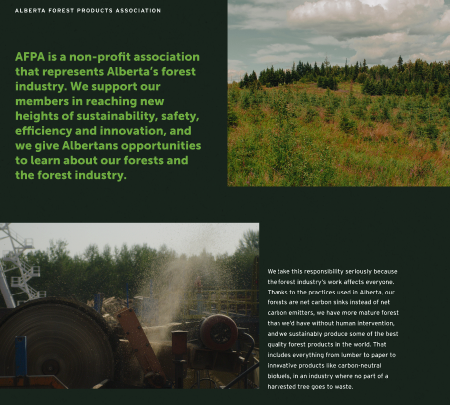 ALBERTA FOREST PRODUCTS ASSOCIATION
AFPA is a non-profit association
that represents Alberta's forest
industry. We support our
members in reaching new
heights of sustainability, safety,
efficiency and innovation, and
we give Albertans opportunities
to learn about our forests and
the forest industry.
We take this responsibility seriously because
the forest industry's work affects everyone.
Thanks to the practices used in Alberta, our
forests are net carbon sinks instead of net
carbon emitters, we have more mature forest
than we'd have without human intervention,
and we sustainably produce some of the best
quality forest products in the world. That
includes everything from lumber to paper to
innovative products like carbon-neutral
biofuels, in an industry where no part of a
harvested tree goes to waste.